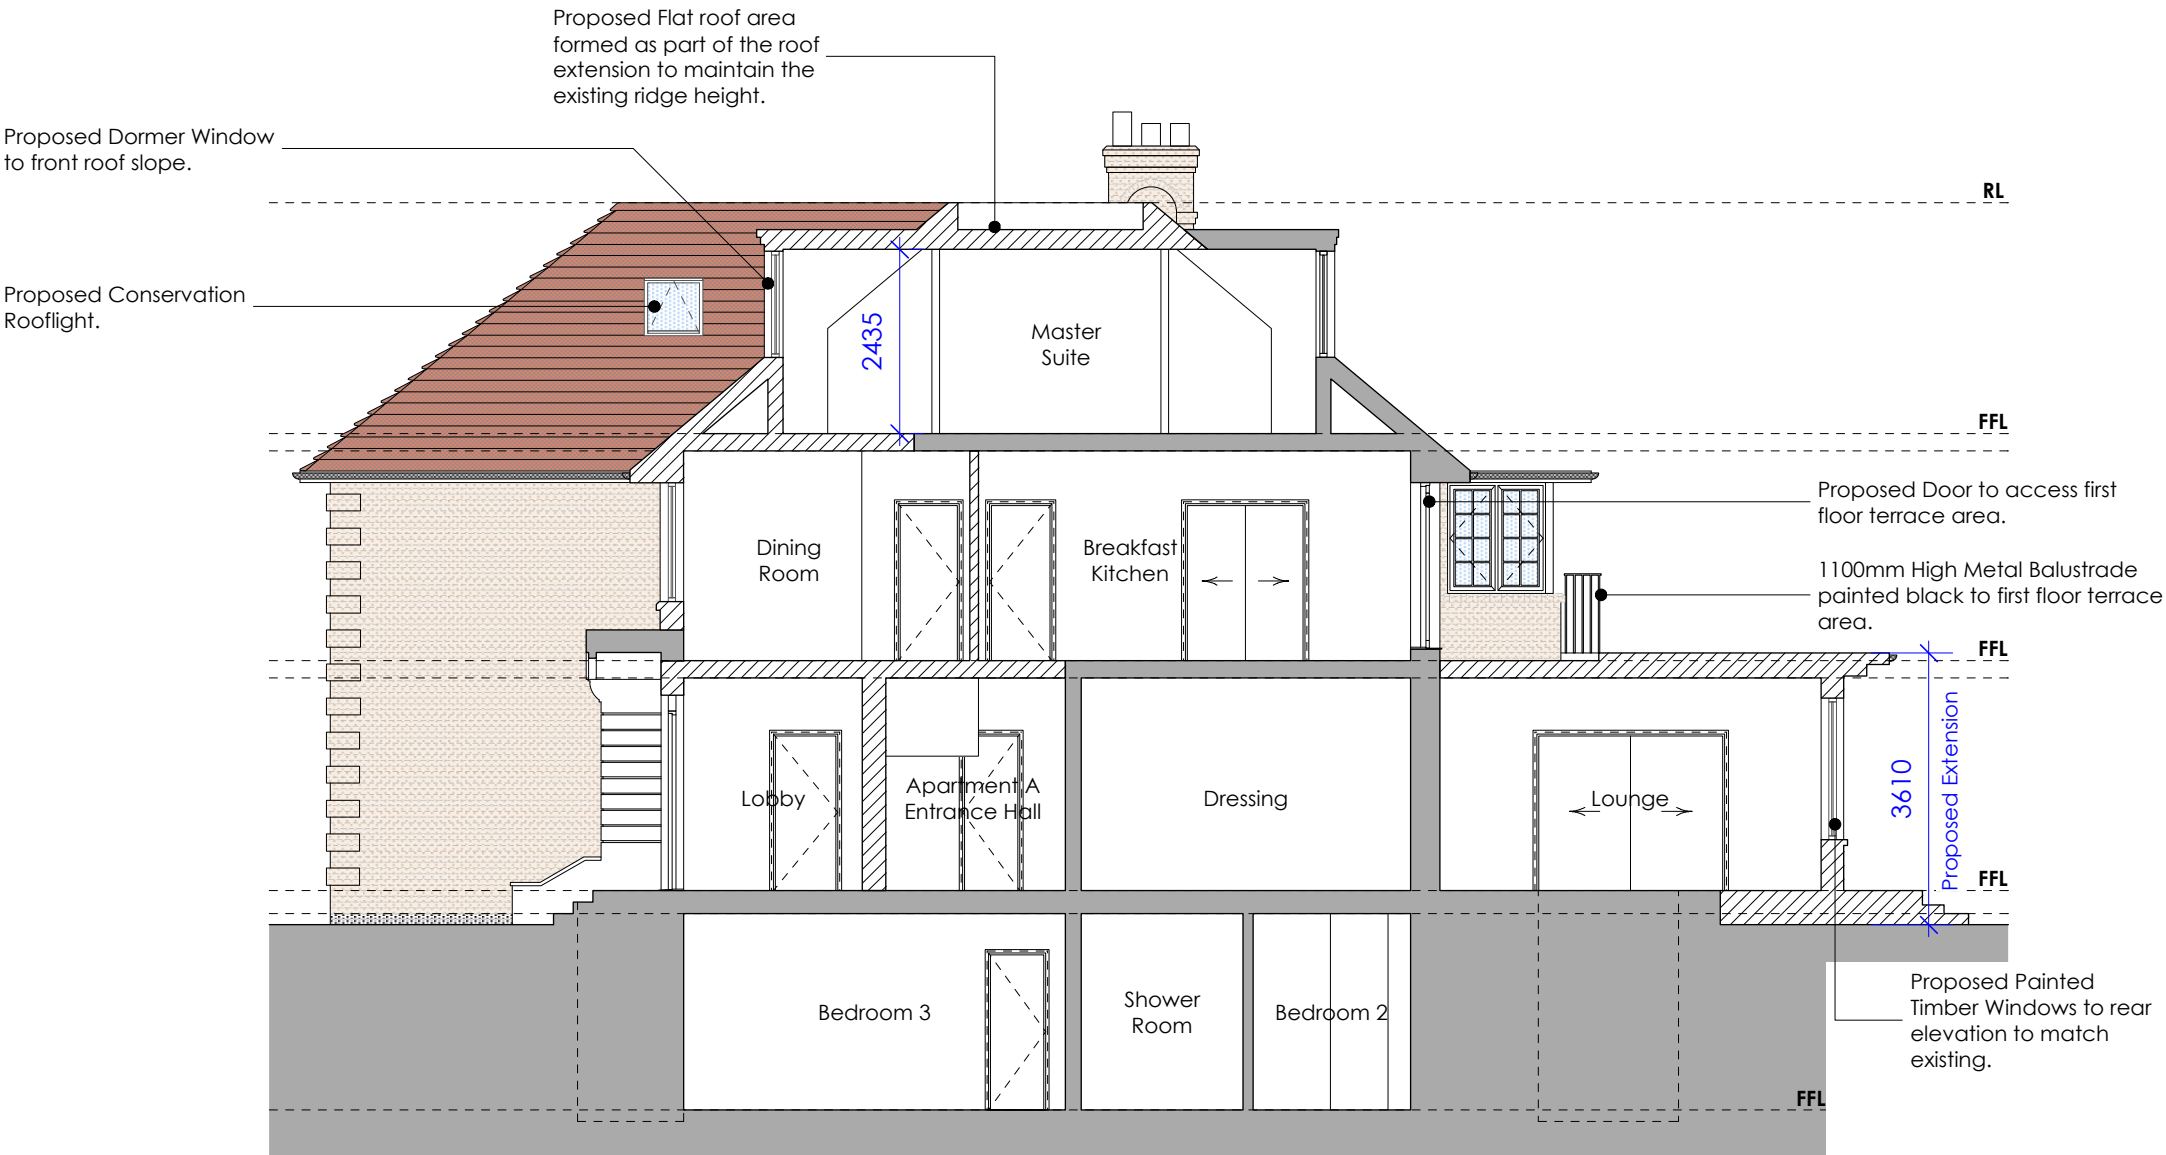 Proposed Flat roof area
formed as part of the roof
extension to maintain the
existing ridge height.
Proposed Dormer Window
to front roof slope.
RL
Proposed Conservation
Rooflight.
2435
Master
Suite
FFL
Proposed Door to access first
floor terrace area.
Dining
Room
Breakfast
Kitchen
1100mm High Metal Balustrade
painted black to first floor terrace
area.
FFL
Lobby
Apartment A
Entrance Hall
Dressing
Lounge
3610
Proposed Extension
FFL
Proposed Painted
Timber Windows to rear
elevation to match
existing.
Bedroom 3
Shower
Room
Bedroom 2
FFL